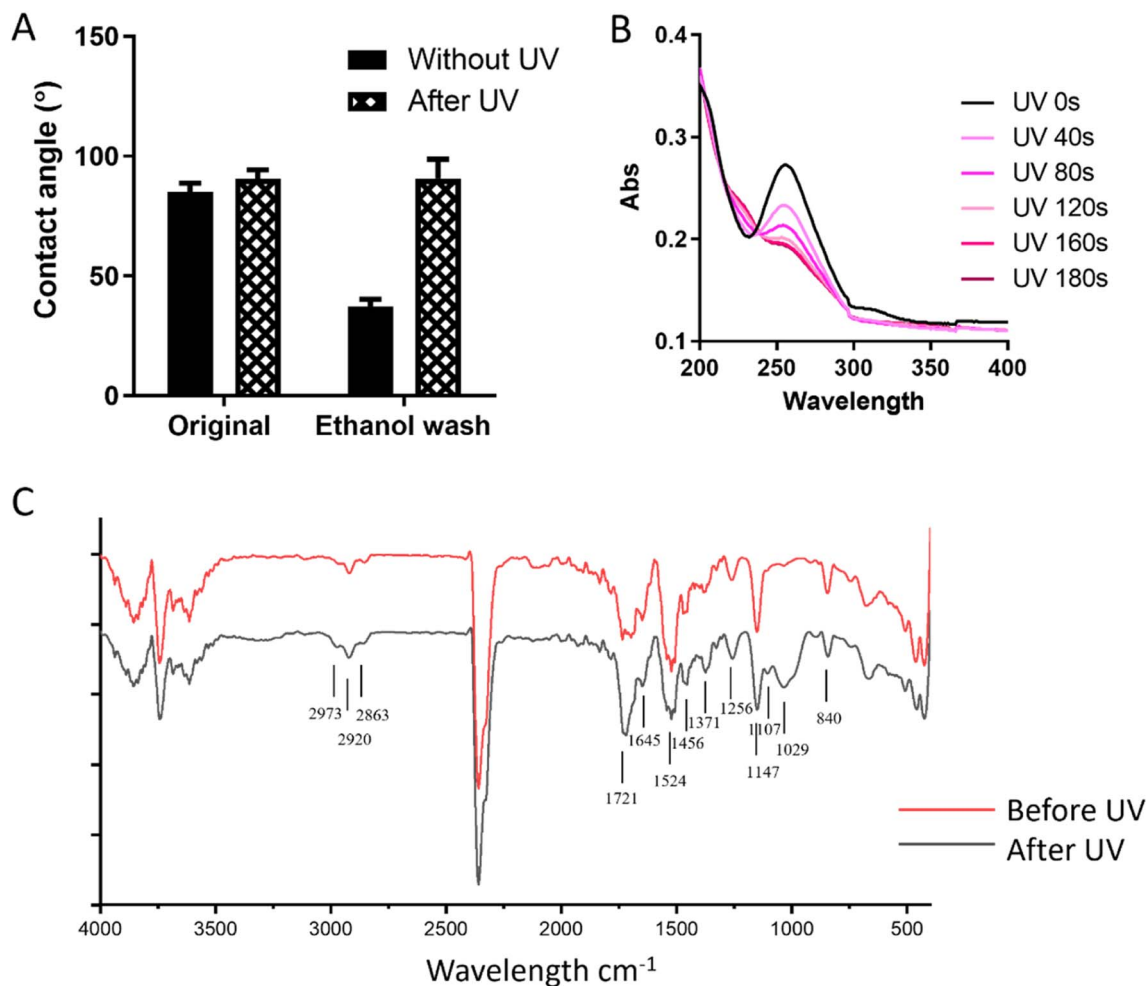 A
150
100
50
0
Contact angle (°)
Without UV
After UV
Original
Ethanol wash
B
0.4
0.3
0.2
0.1
Abs
200
250
300
350
400
Wavelength
UV 0s
UV 40s
UV 80s
UV 120s
UV 160s
UV 180s
C
2973
2920
2863
1721
1645
1524
1456
1371
1256
1147
1107
1029
840
4000
3500
3000
2500
2000
1500
1000
500
Wavelength cm⁻¹
Before UV
After UV